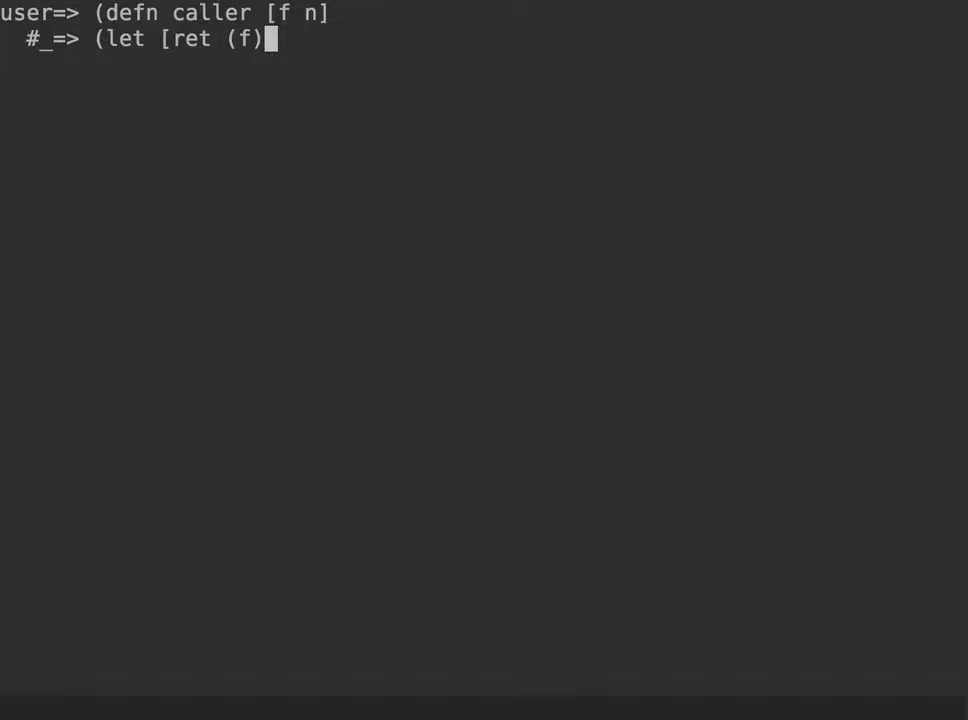 user=> (defn caller [f n]
  #_=> (let [ret (f)